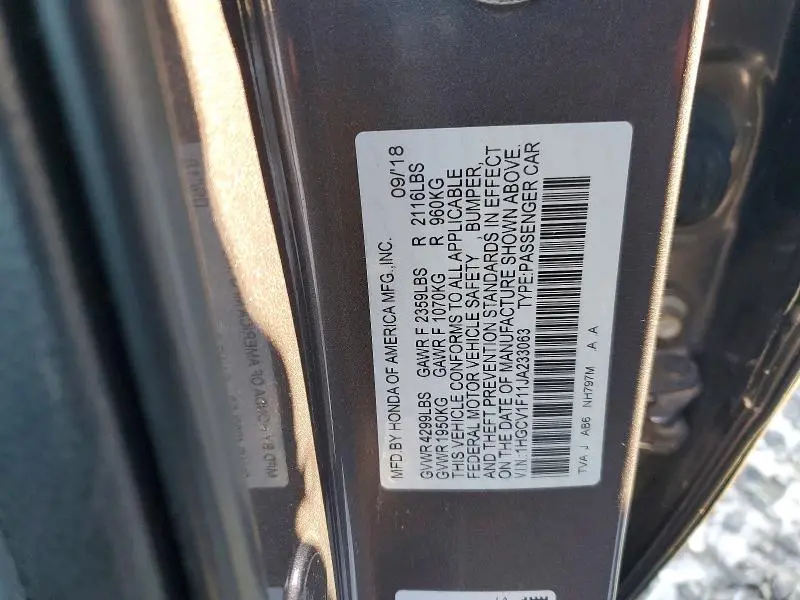 MFD.BY HONDA OF AMERICA MFG.,INC. 09/'18
GVWR 4299LBS GAWR F 2359LBS R 2116LBS
GVWR 1950KG GAWR F 1070KG R 960KG
THIS VEHICLE CONFORMS TO ALL APPLICABLE
FEDERAL MOTOR VEHICLE SAFETY , BUMPER,
AND THEFT PREVENTION STANDARDS IN EFFECT
ON THE DATE OF MANUFACTURE SHOWN ABOVE.
V.I.N.:1HGCV1F11JA233063 TYPE:PASSENGER CAR
TVA J AB6 NH797M A A